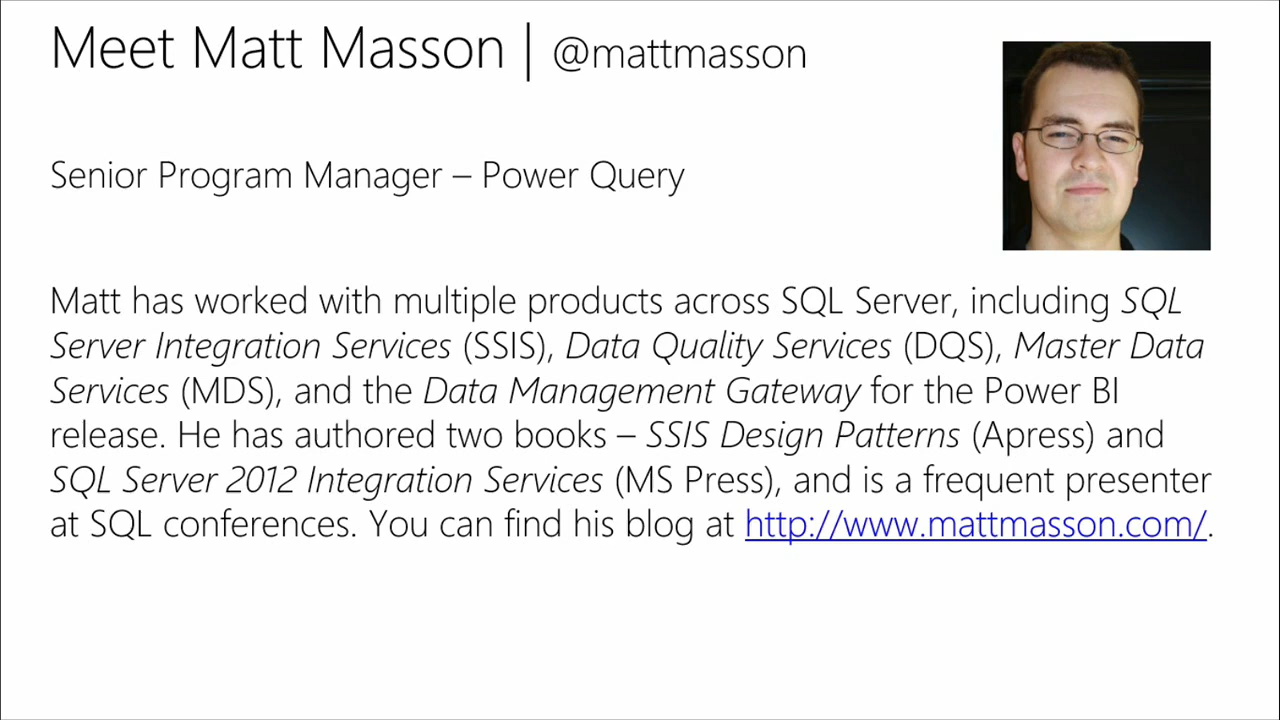 Meet Matt Masson | @mattmasson
Senior Program Manager – Power Query
Matt has worked with multiple products across SQL Server, including SQL
Server Integration Services (SSIS), Data Quality Services (DQS), Master Data
Services (MDS), and the Data Management Gateway for the Power BI
release. He has authored two books – SSIS Design Patterns (Apress) and
SQL Server 2012 Integration Services (MS Press), and is a frequent presenter
at SQL conferences. You can find his blog at http://www.mattmasson.com/.